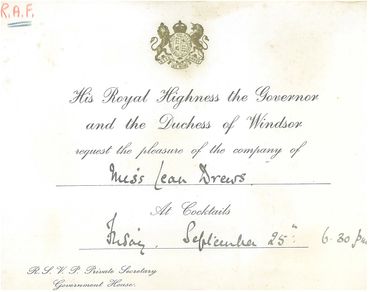 R.A.F.
His Royal Highness the Governor
and the Duchess of Windsor
request the pleasure of the company of
Miss Jean Drews.
At Cocktails
Friday, September 25th 6.30 pm
R. S. V. P. Private Secretary
Government House.